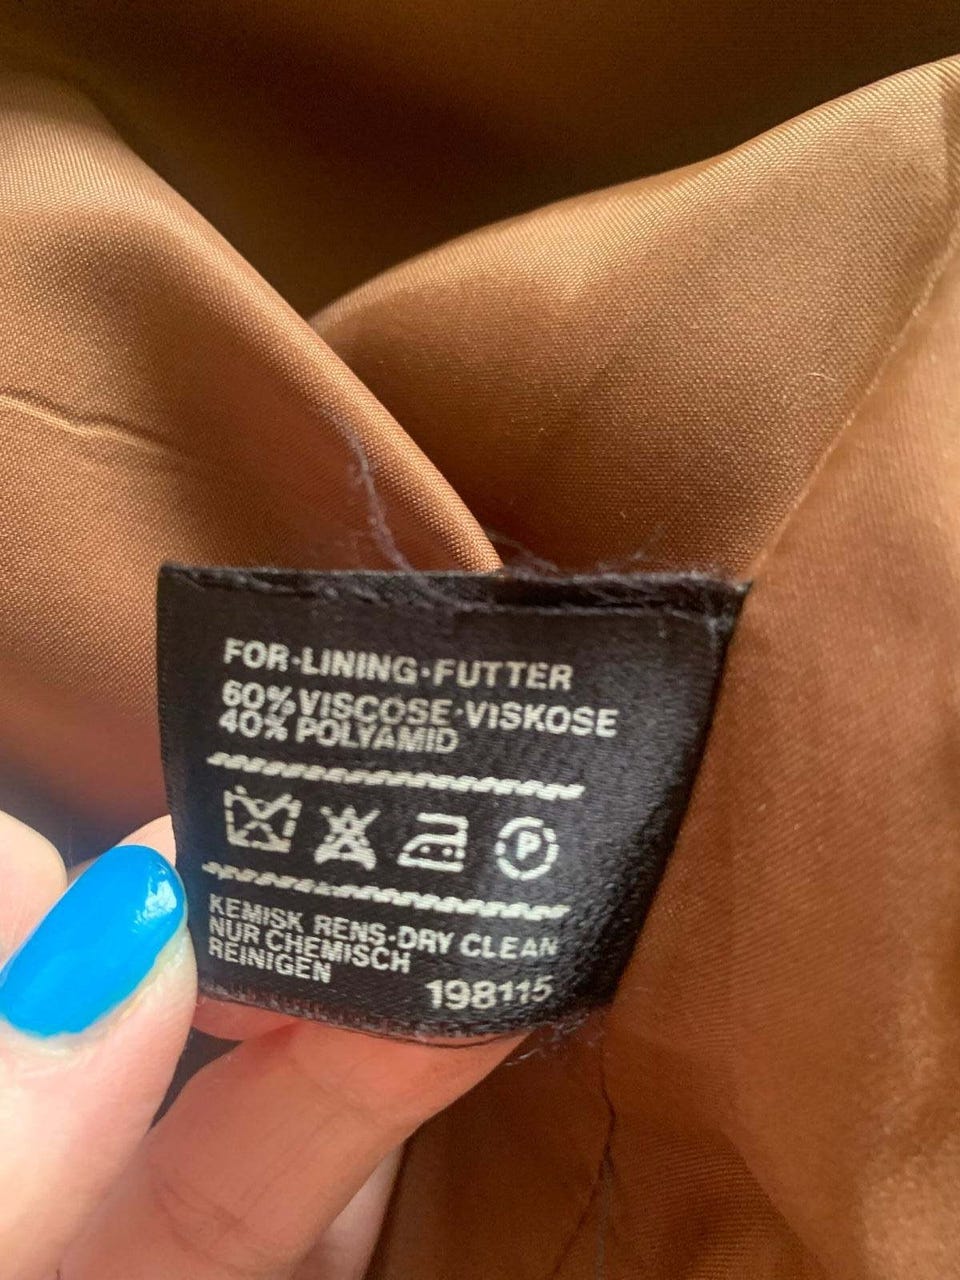 FOR·LINING·FUTTER
60% VISCOSE·VISKOSE
40% POLYAMID
P
KEMISK RENS·DRY CLEAN
NUR CHEMISCH
REINIGEN
198115